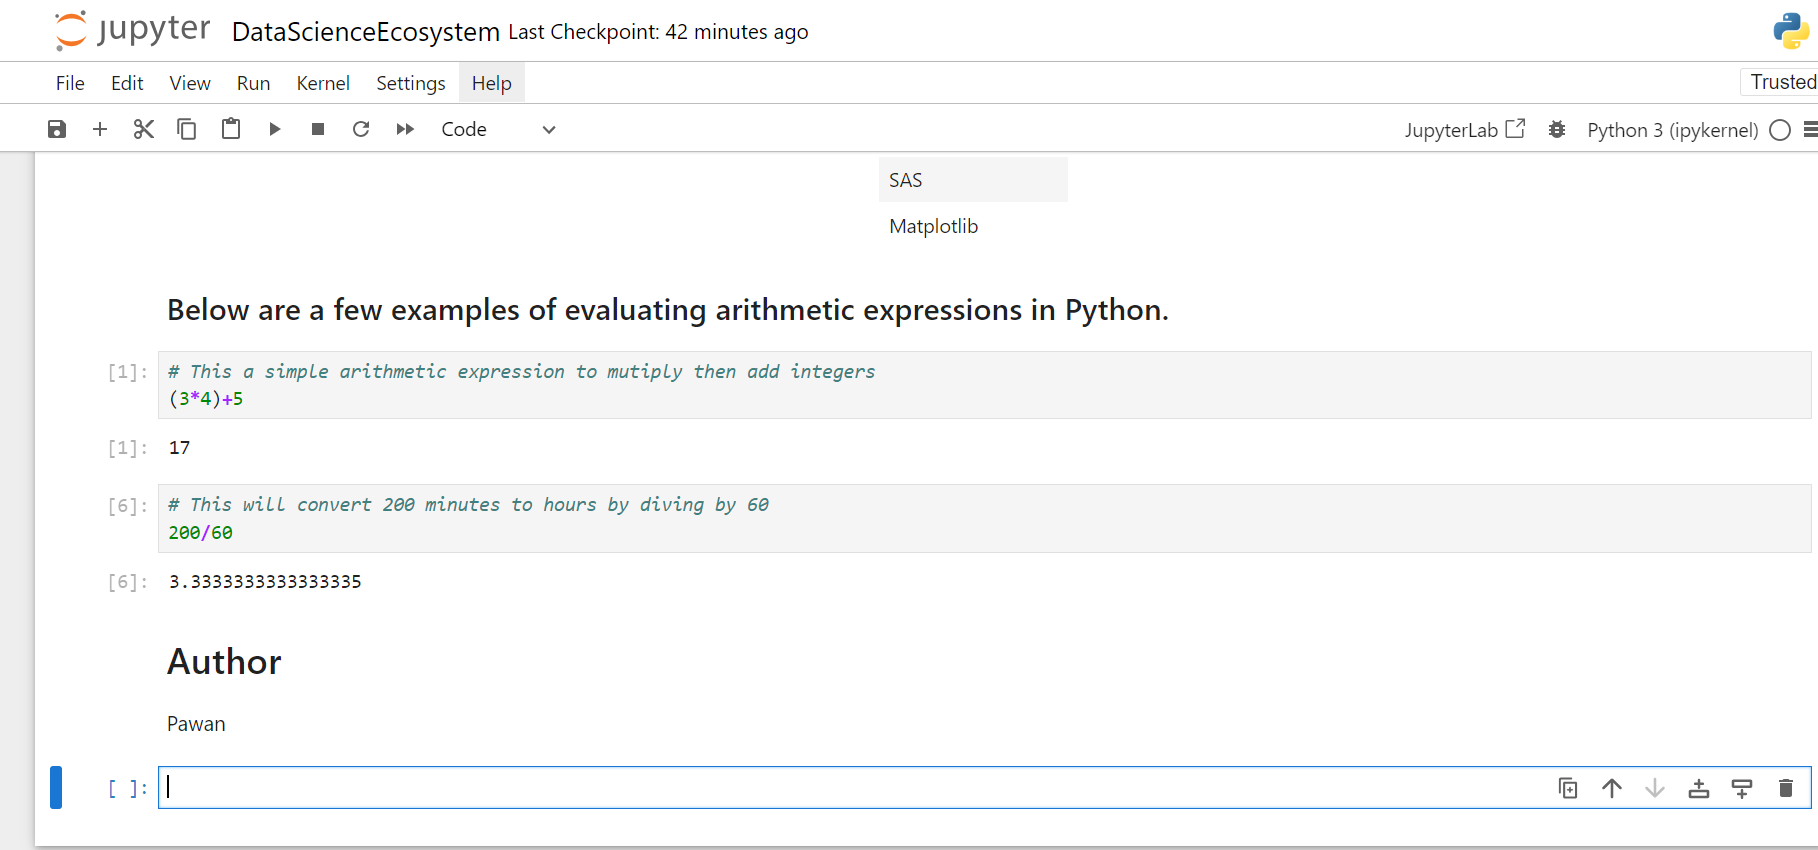 jupyter DataScienceEcosystem Last Checkpoint: 42 minutes ago
File Edit View Run Kernel Settings Help
Trusted
Code
JupyterLab
Python 3 (ipykernel)
SAS
Matplotlib
Below are a few examples of evaluating arithmetic expressions in Python.
[1]: # This a simple arithmetic expression to mutiply then add integers
(3*4)+5
[1]: 17
[6]: # This will convert 200 minutes to hours by diving by 60
200/60
[6]: 3.3333333333333335
Author
Pawan
[ ]: